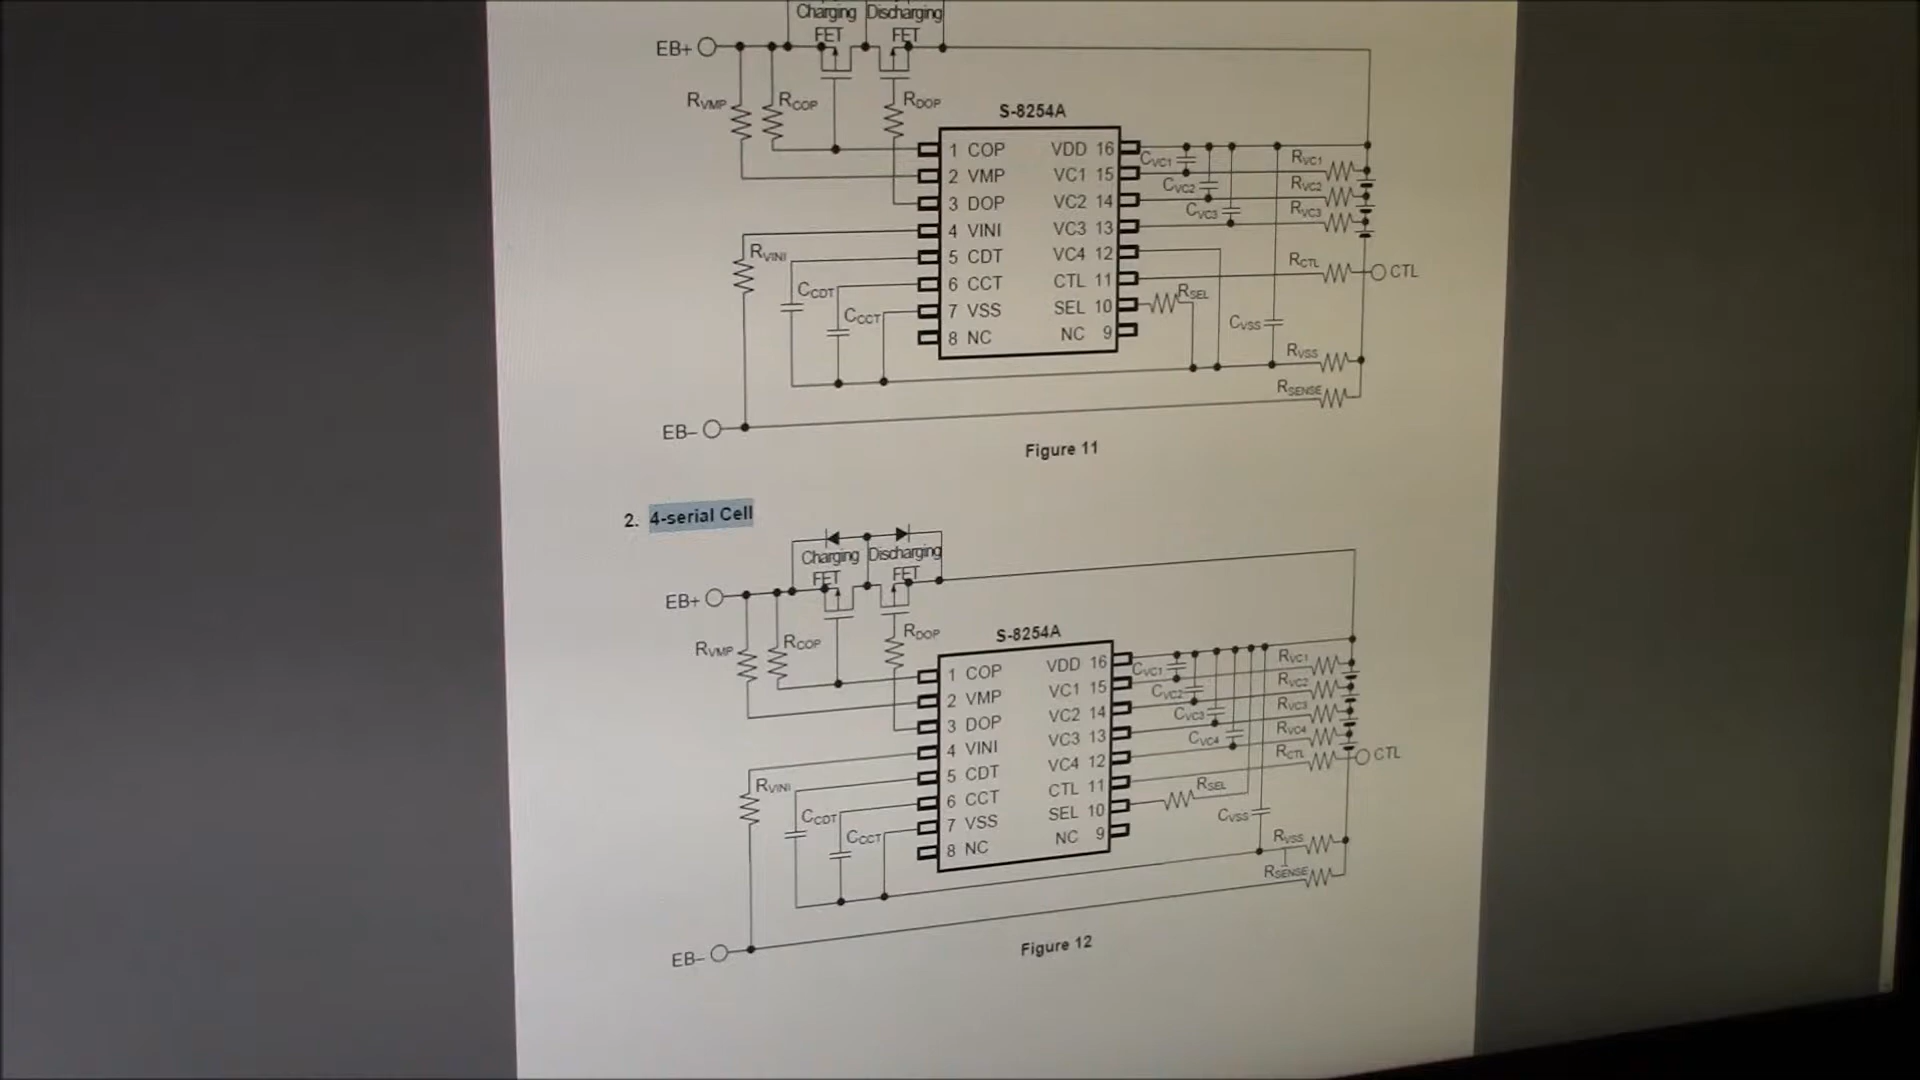 Charging Discharging
FET FET
EB+
RVMP RCOP RDOP
S-8254A
1 COP VDD 16
2 VMP VC1 15
3 DOP VC2 14
4 VINI VC3 13
5 CDT VC4 12
6 CCT CTL 11
7 VSS SEL 10
8 NC NC 9
CVC1 RVC1
CVC2 RVC2
CVC3 RVC3
RVINI
RCTL CTL
CCDT RSEL
CCCT CVSS
RVSS
RSENSE
EB–
Figure 11
2. 4-serial Cell
Charging Discharging
FET FET
EB+
RVMP RCOP RDOP
S-8254A
1 COP VDD 16
2 VMP VC1 15
3 DOP VC2 14
4 VINI VC3 13
5 CDT VC4 12
6 CCT CTL 11
7 VSS SEL 10
8 NC NC 9
CVC1 RVC1
CVC2 RVC2
CVC3 RVC3
CVC4 RVC4
RCTL CTL
RVINI RSEL
CCDT CVSS
CCCT RVSS
RSENSE
EB–
Figure 12